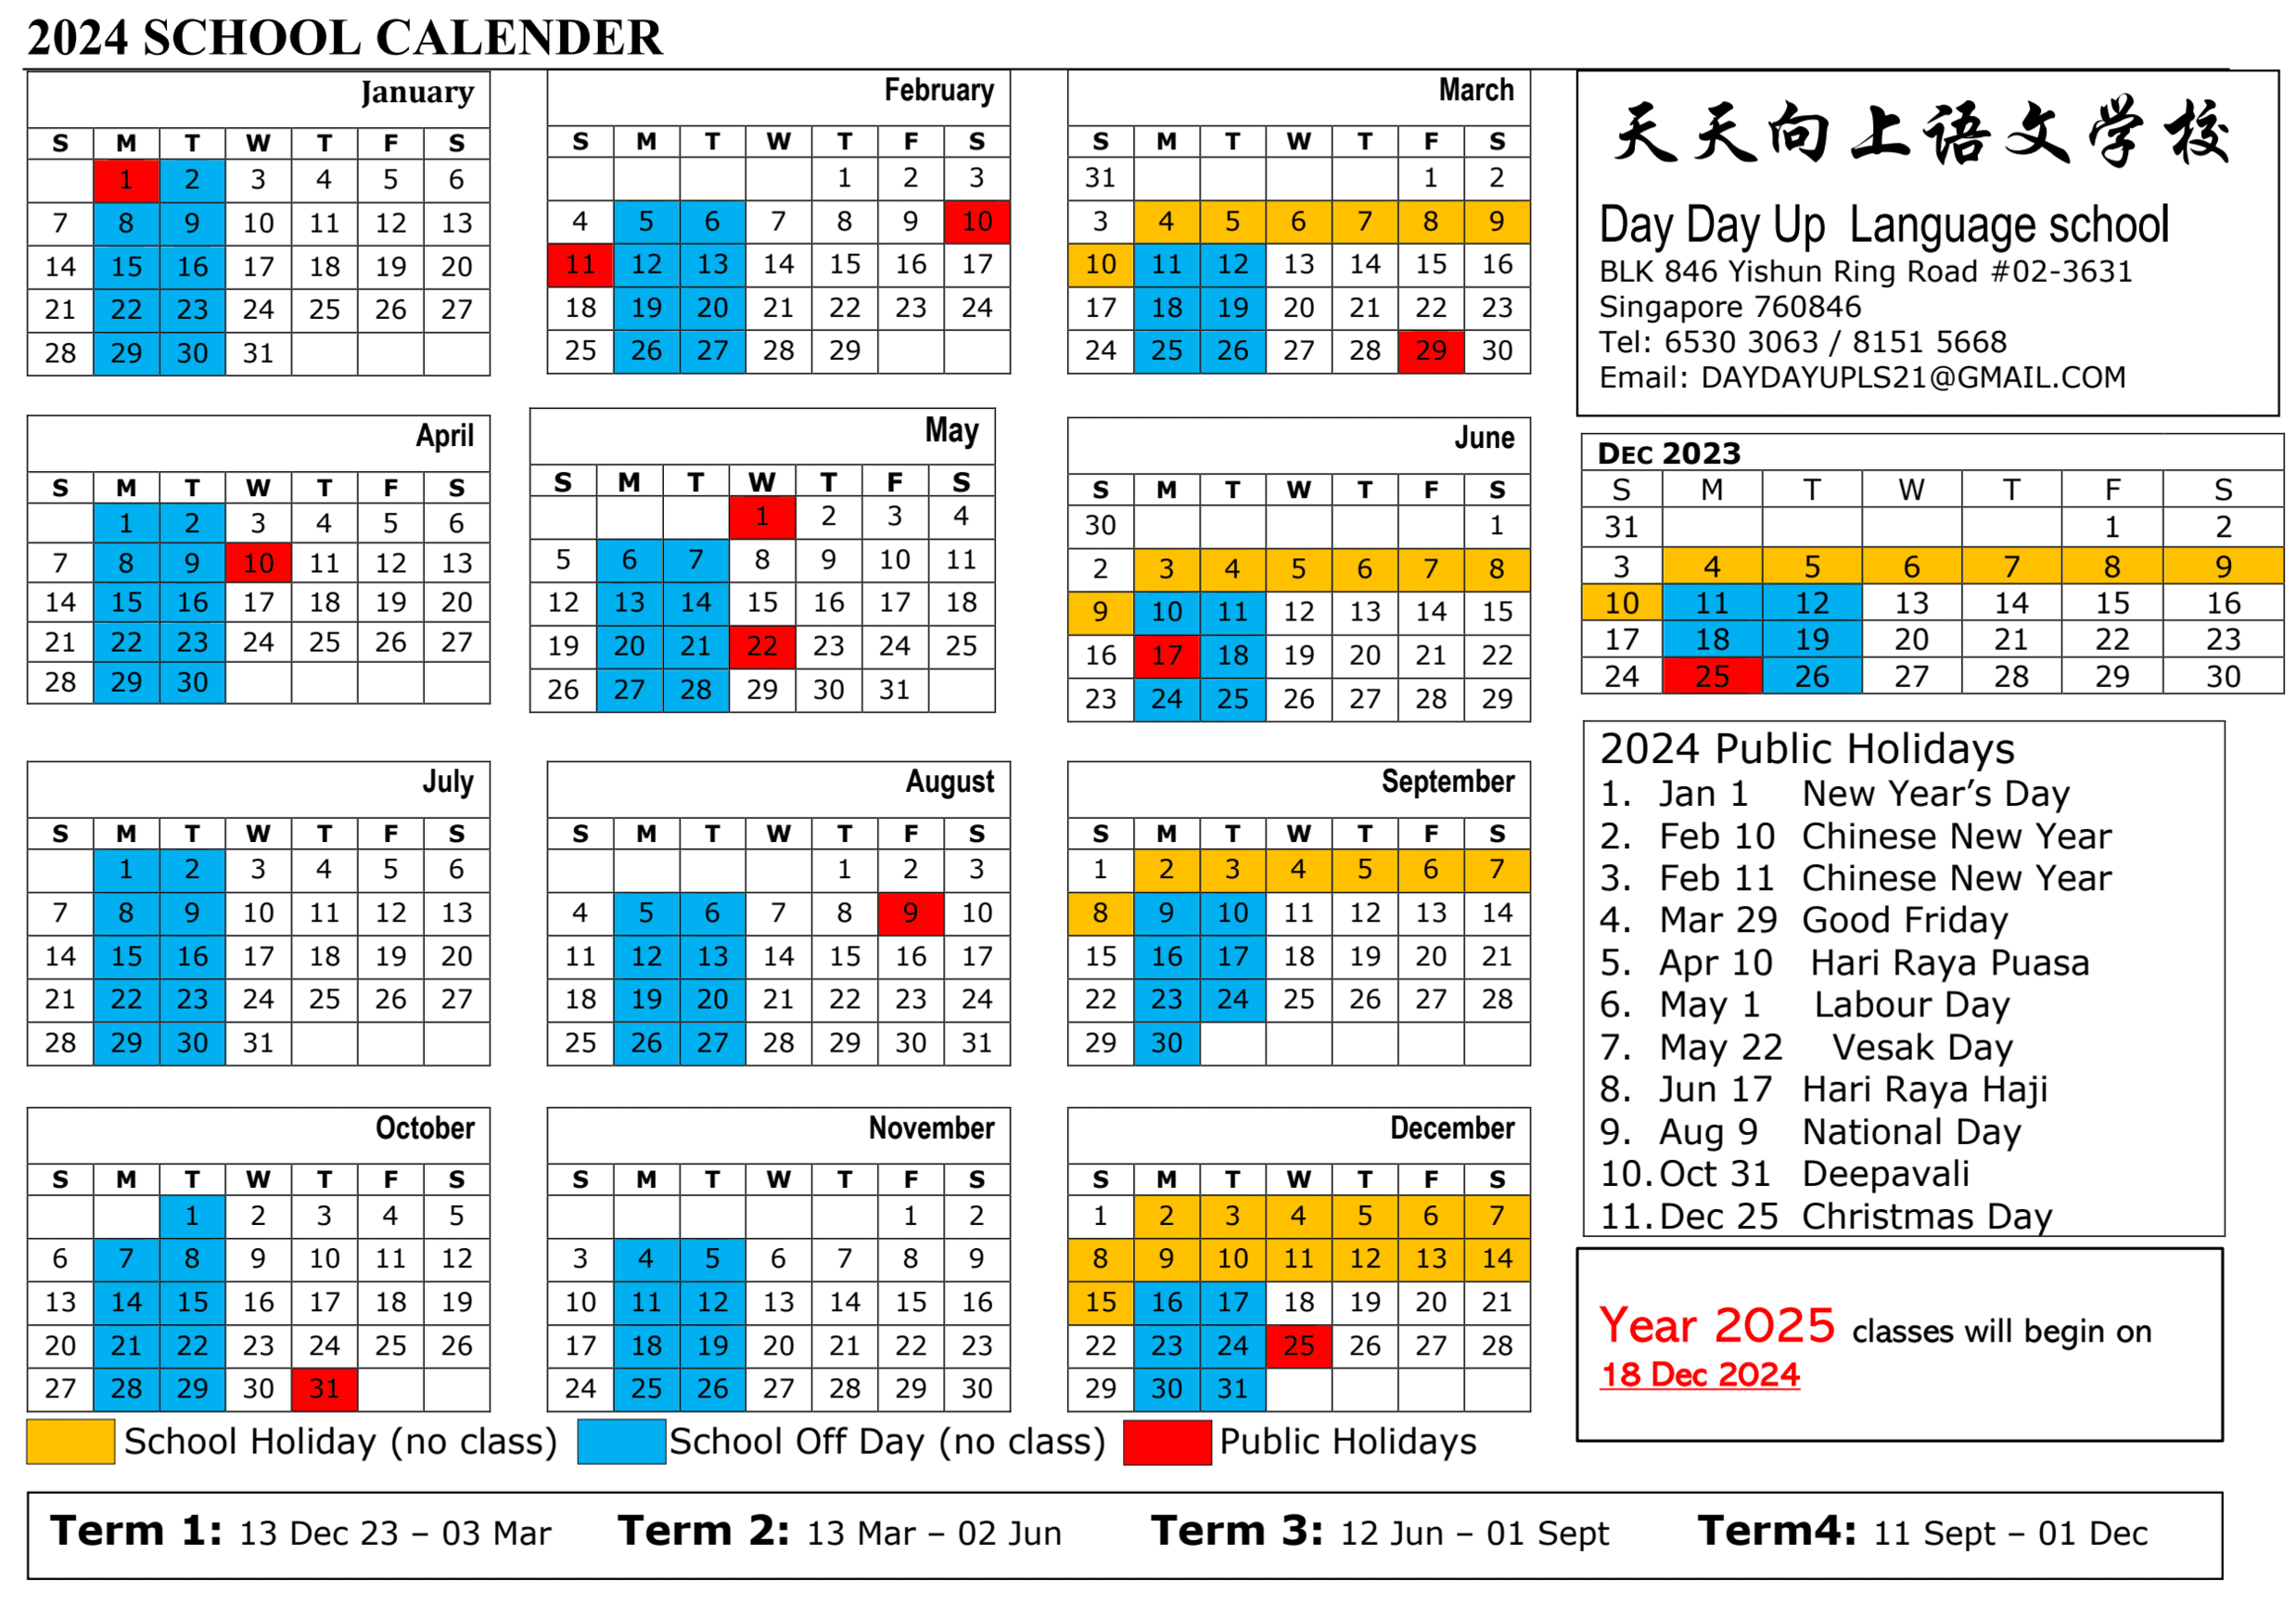 2024 SCHOOL CALENDER
January
S M T W T F S
1 2 3 4 5 6
7 8 9 10 11 12 13
14 15 16 17 18 19 20
21 22 23 24 25 26 27
28 29 30 31
February
S M T W T F S
1 2 3
4 5 6 7 8 9 10
11 12 13 14 15 16 17
18 19 20 21 22 23 24
25 26 27 28 29
March
S M T W T F S
31 1 2
3 4 5 6 7 8 9
10 11 12 13 14 15 16
17 18 19 20 21 22 23
24 25 26 27 28 29 30
天天向上语文学校
Day Day Up Language school
BLK 846 Yishun Ring Road #02-3631
Singapore 760846
Tel: 6530 3063 / 8151 5668
Email: DAYDAYUPLS21@GMAIL.COM
April
S M T W T F S
1 2 3 4 5 6
7 8 9 10 11 12 13
14 15 16 17 18 19 20
21 22 23 24 25 26 27
28 29 30
May
S M T W T F S
1 2 3 4
5 6 7 8 9 10 11
12 13 14 15 16 17 18
19 20 21 22 23 24 25
26 27 28 29 30 31
June
S M T W T F S
30 1
2 3 4 5 6 7 8
9 10 11 12 13 14 15
16 17 18 19 20 21 22
23 24 25 26 27 28 29
DEC 2023
S M T W T F S
31 1 2
3 4 5 6 7 8 9
10 11 12 13 14 15 16
17 18 19 20 21 22 23
24 25 26 27 28 29 30
July
S M T W T F S
1 2 3 4 5 6
7 8 9 10 11 12 13
14 15 16 17 18 19 20
21 22 23 24 25 26 27
28 29 30 31
August
S M T W T F S
1 2 3
4 5 6 7 8 9 10
11 12 13 14 15 16 17
18 19 20 21 22 23 24
25 26 27 28 29 30 31
September
S M T W T F S
1 2 3 4 5 6 7
8 9 10 11 12 13 14
15 16 17 18 19 20 21
22 23 24 25 26 27 28
29 30
2024 Public Holidays
1. Jan 1 New Year’s Day
2. Feb 10 Chinese New Year
3. Feb 11 Chinese New Year
4. Mar 29 Good Friday
5. Apr 10 Hari Raya Puasa
6. May 1 Labour Day
7. May 22 Vesak Day
8. Jun 17 Hari Raya Haji
9. Aug 9 National Day
10. Oct 31 Deepavali
11. Dec 25 Christmas Day
October
S M T W T F S
1 2 3 4 5
6 7 8 9 10 11 12
13 14 15 16 17 18 19
20 21 22 23 24 25 26
27 28 29 30 31
November
S M T W T F S
1 2
3 4 5 6 7 8 9
10 11 12 13 14 15 16
17 18 19 20 21 22 23
24 25 26 27 28 29 30
December
S M T W T F S
1 2 3 4 5 6 7
8 9 10 11 12 13 14
15 16 17 18 19 20 21
22 23 24 25 26 27 28
29 30 31
Year 2025 classes will begin on
18 Dec 2024
School Holiday (no class) School Off Day (no class) Public Holidays
Term 1: 13 Dec 23 – 03 Mar Term 2: 13 Mar – 02 Jun Term 3: 12 Jun – 01 Sept Term4: 11 Sept – 01 Dec